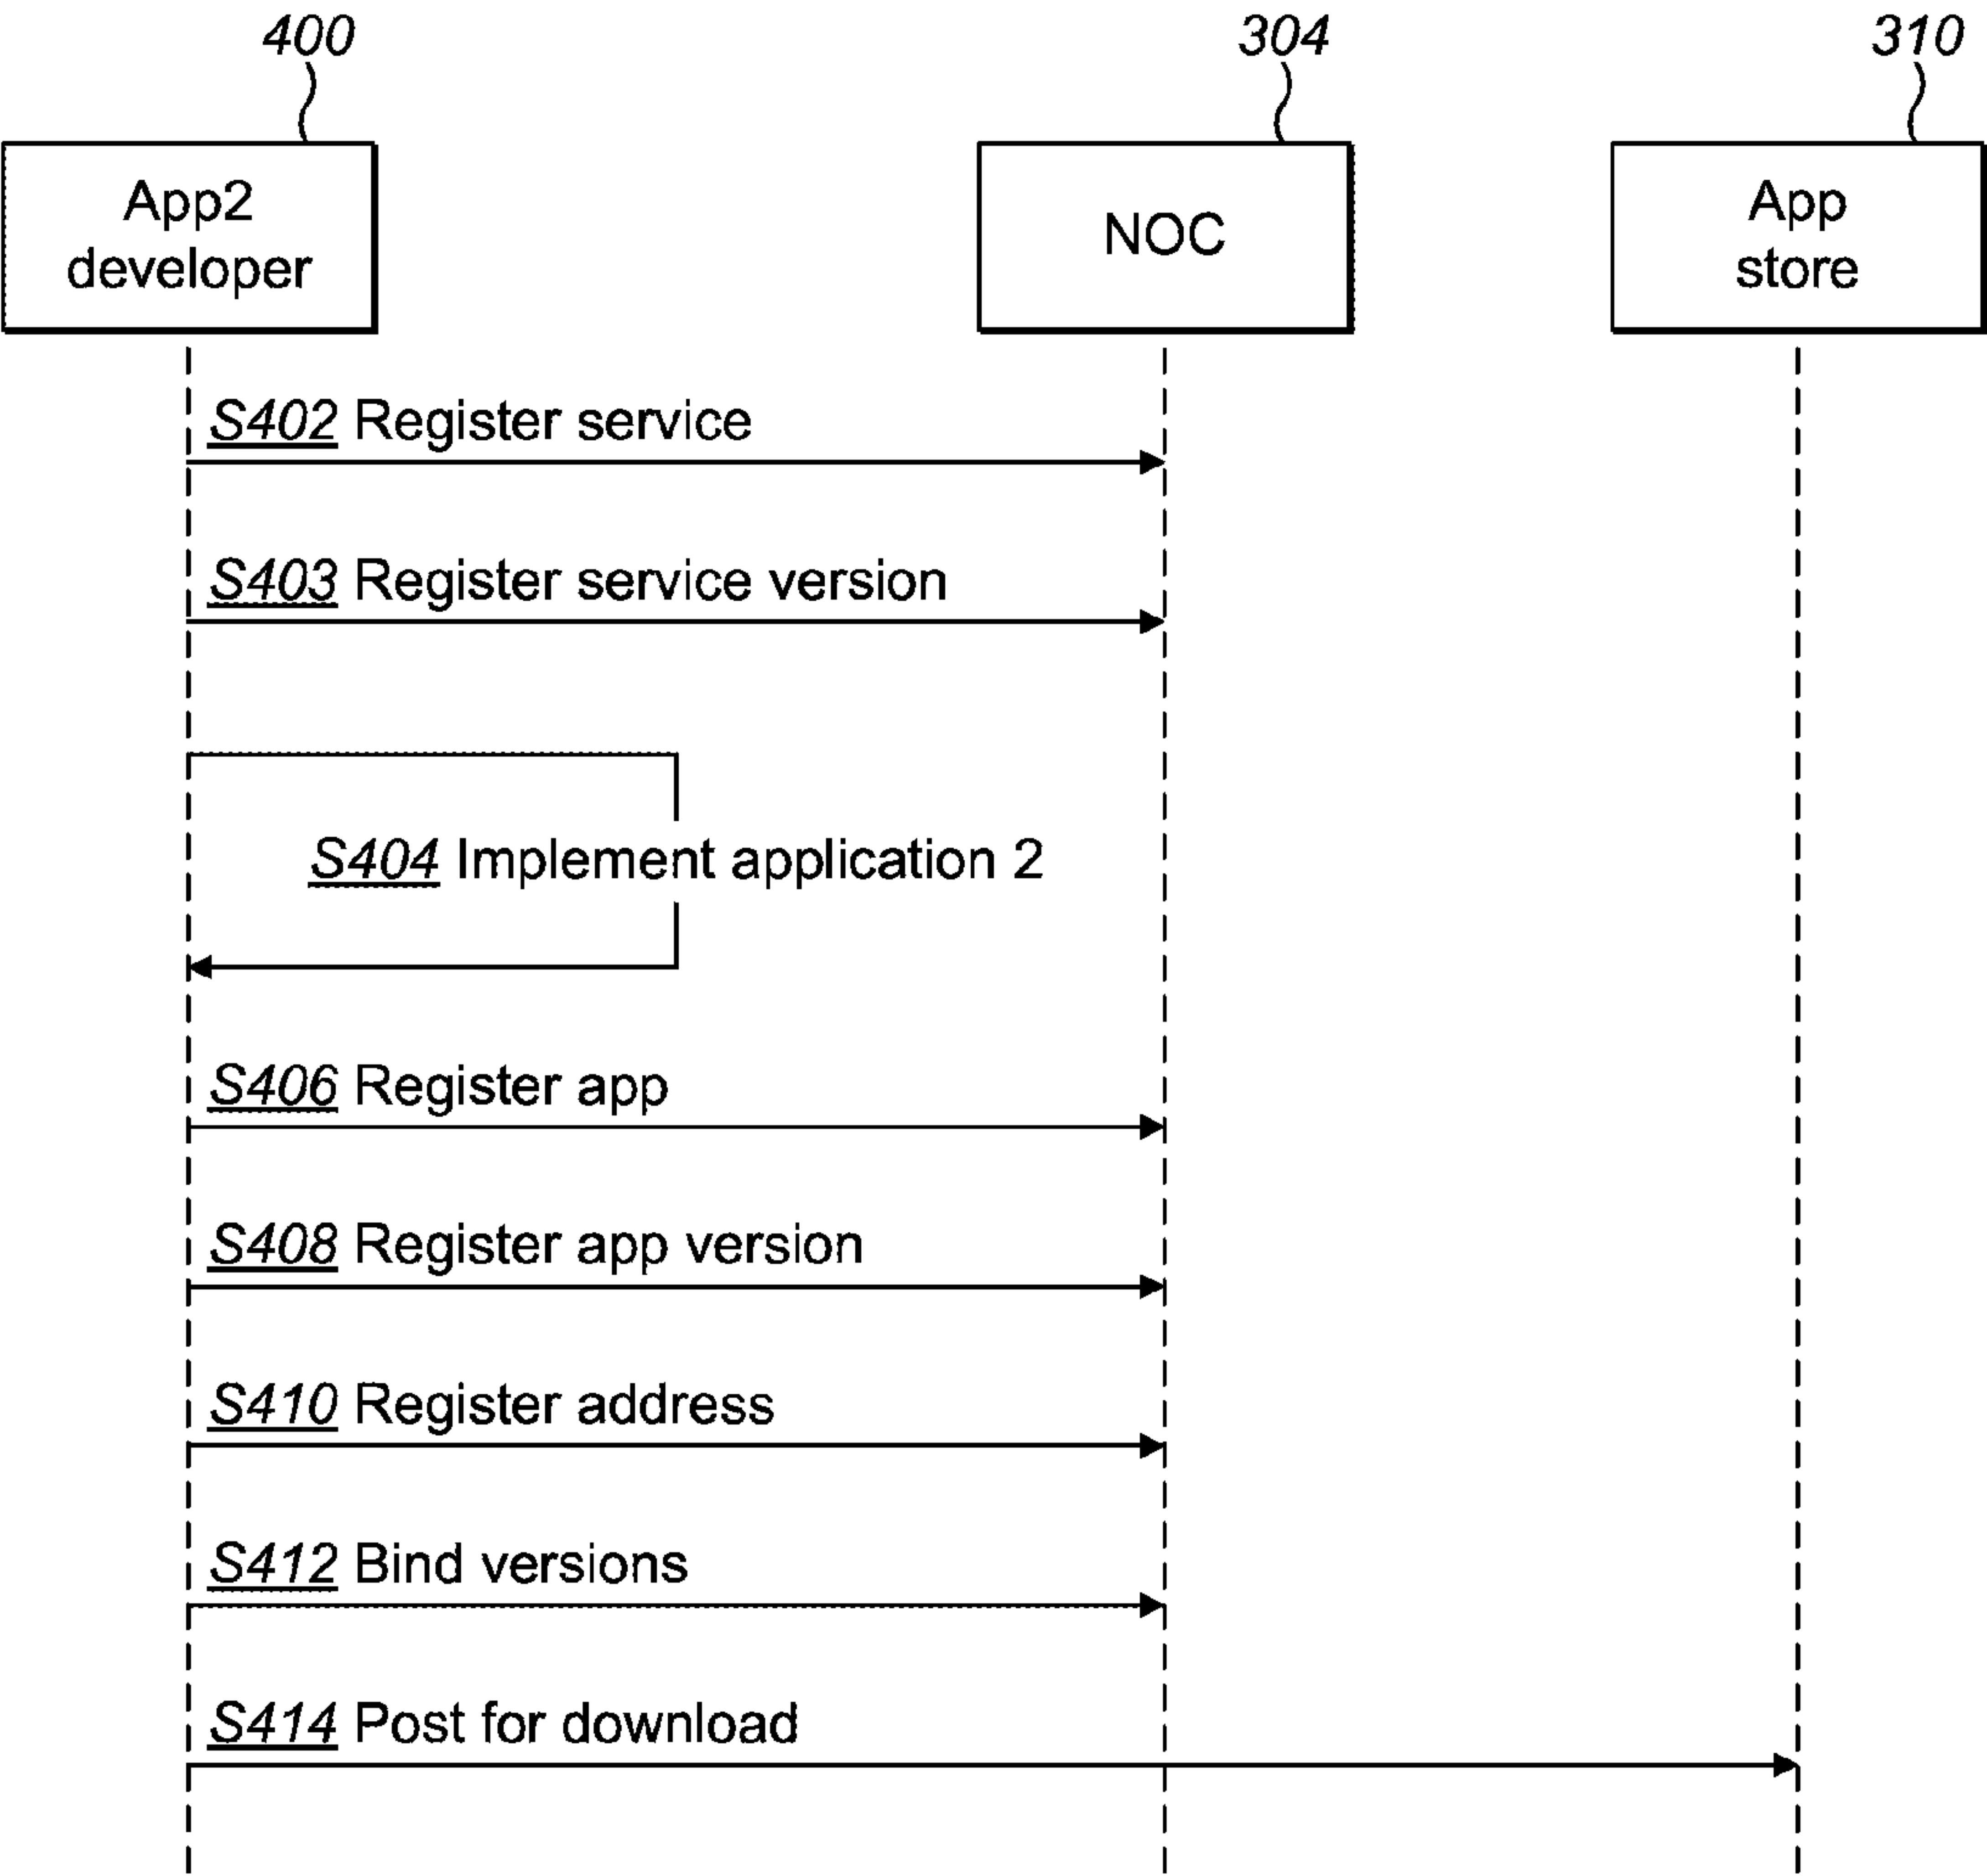 400
304
310
App2
developer
NOC
App
store
S402 Register service
S403 Register service version
S404 Implement application 2
S406 Register app
S408 Register app version
S410 Register address
S412 Bind versions
S414 Post for download